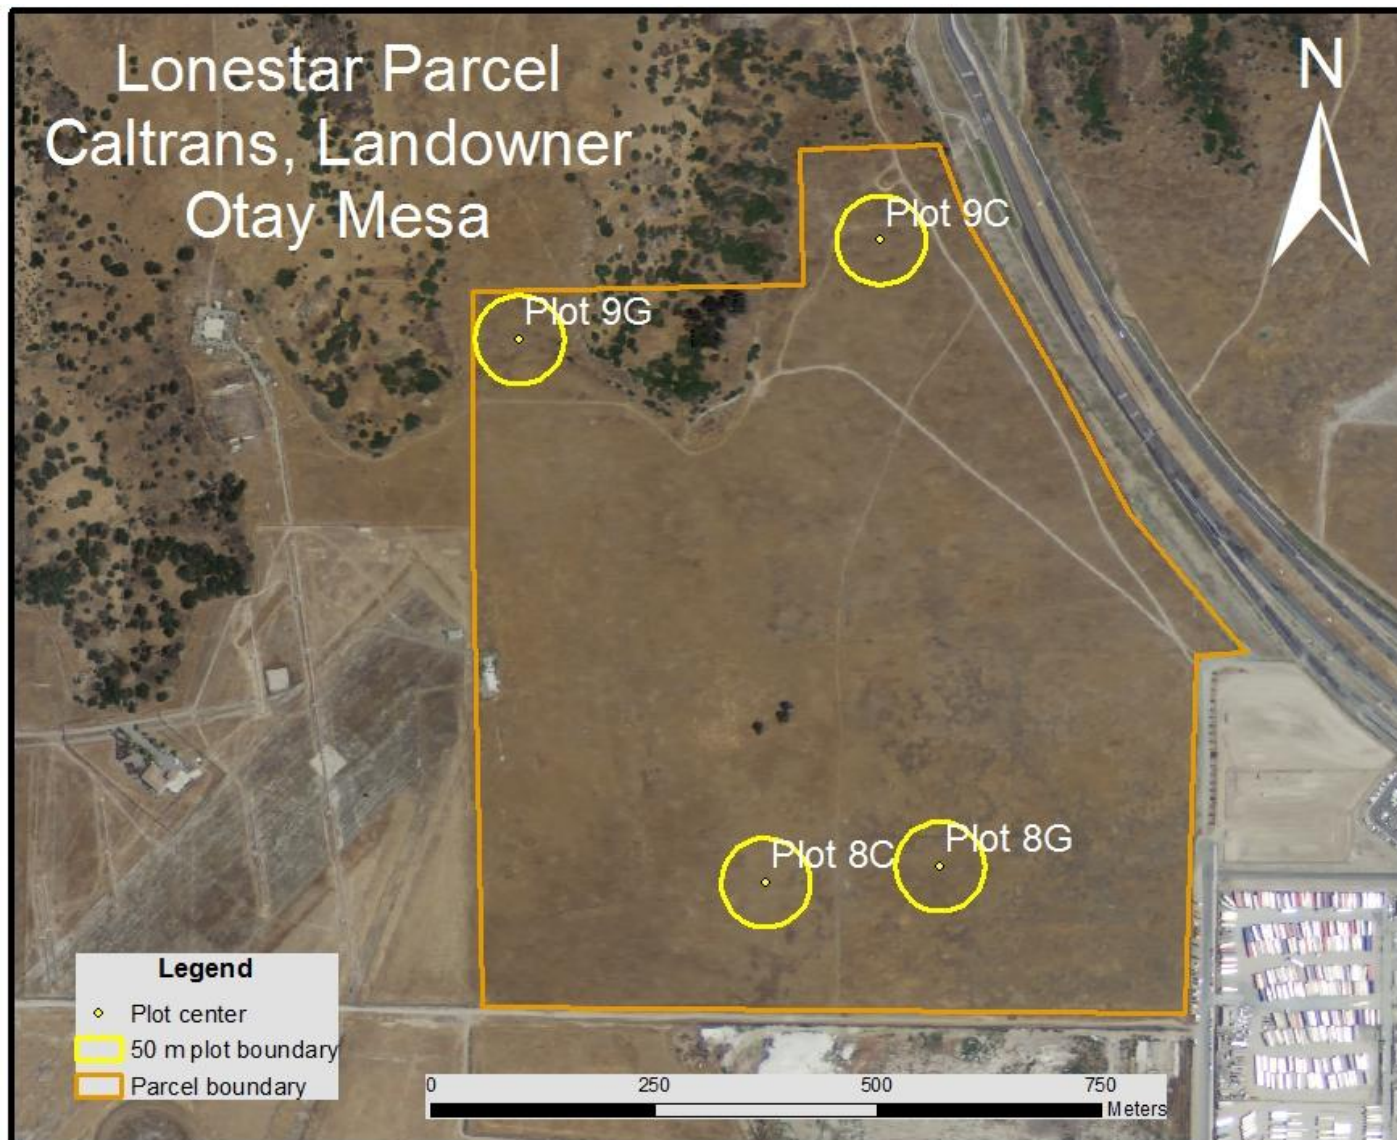 Lonestar Parcel
Caltrans, Landowner
Otay Mesa
N
Plot 9C
Plot 9G
Plot 8C
Plot 8G
Legend
Plot center
50 m plot boundary
Parcel boundary
0 250 500 750
Meters